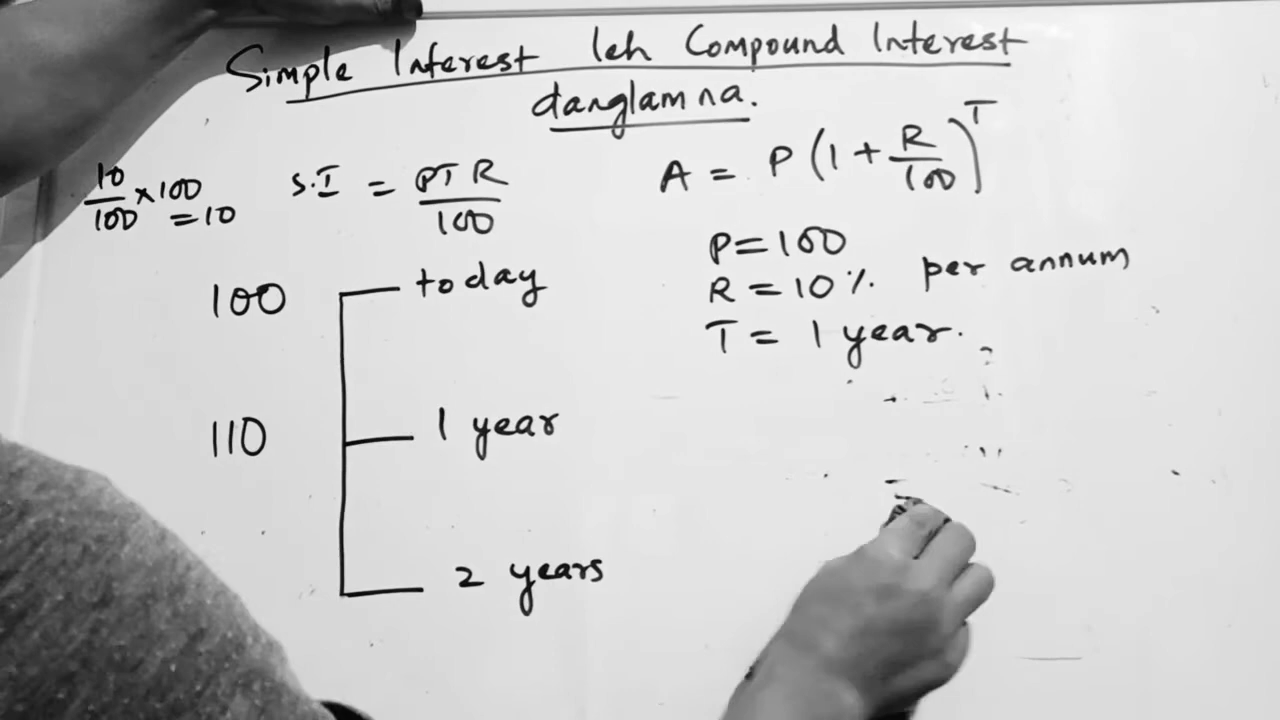 Simple Interest leh Compound Interest
danglamna.
10/100 × 100 = 10
S.I = PTR/100
A = P(1 + R/100)^T
P = 100
R = 10% per annum
T = 1 year.
100 today
110 1 year
2 years